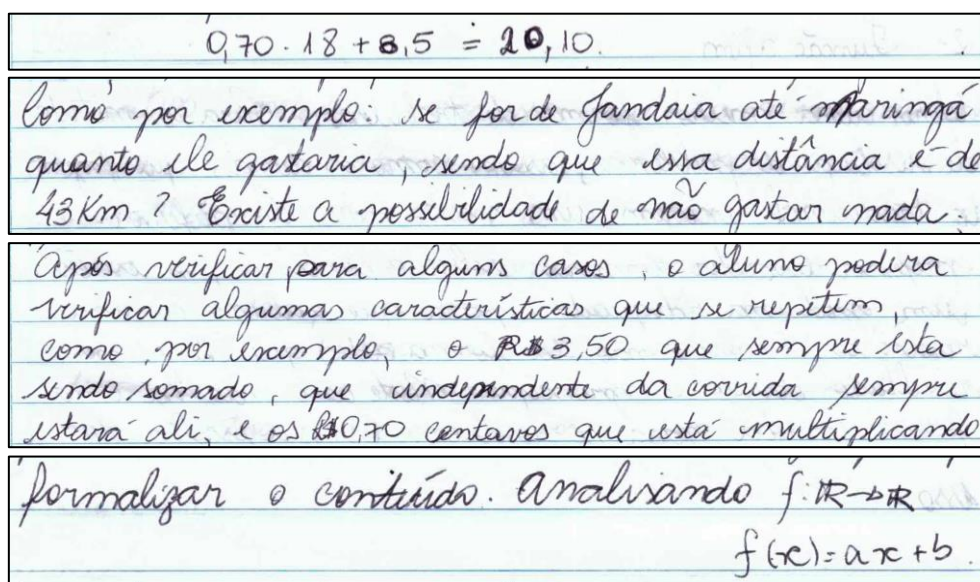 0,70 . 18 + 8,5 = 20,10.
Como por exemplo: se for de Jandaia até Maringá
quanto ele gastaria, sendo que essa distância é de
43 Km? Existe a possibilidade de não gastar nada.
Após verificar para alguns casos, o aluno poderá
verificar algumas características que se repetem,
como por exemplo, o R$ 3,50 que sempre está
sendo somado, que independente da corrida sempre
estará ali, e os R$0,70 centavos que está multiplicando
formalizar o conteúdo. Analisando f: ℝ→ℝ
f(x)=ax+b